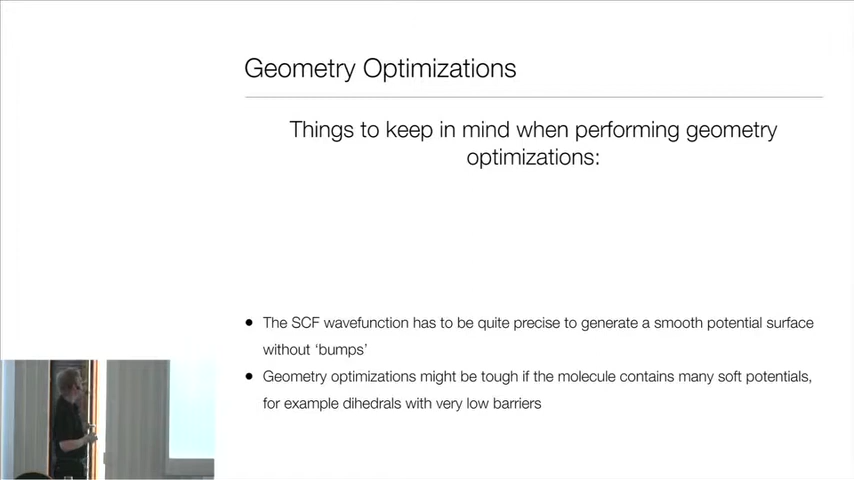 Geometry Optimizations
Things to keep in mind when performing geometry
optimizations:
● The SCF wavefunction has to be quite precise to generate a smooth potential surface
without ‘bumps’
● Geometry optimizations might be tough if the molecule contains many soft potentials,
for example dihedrals with very low barriers